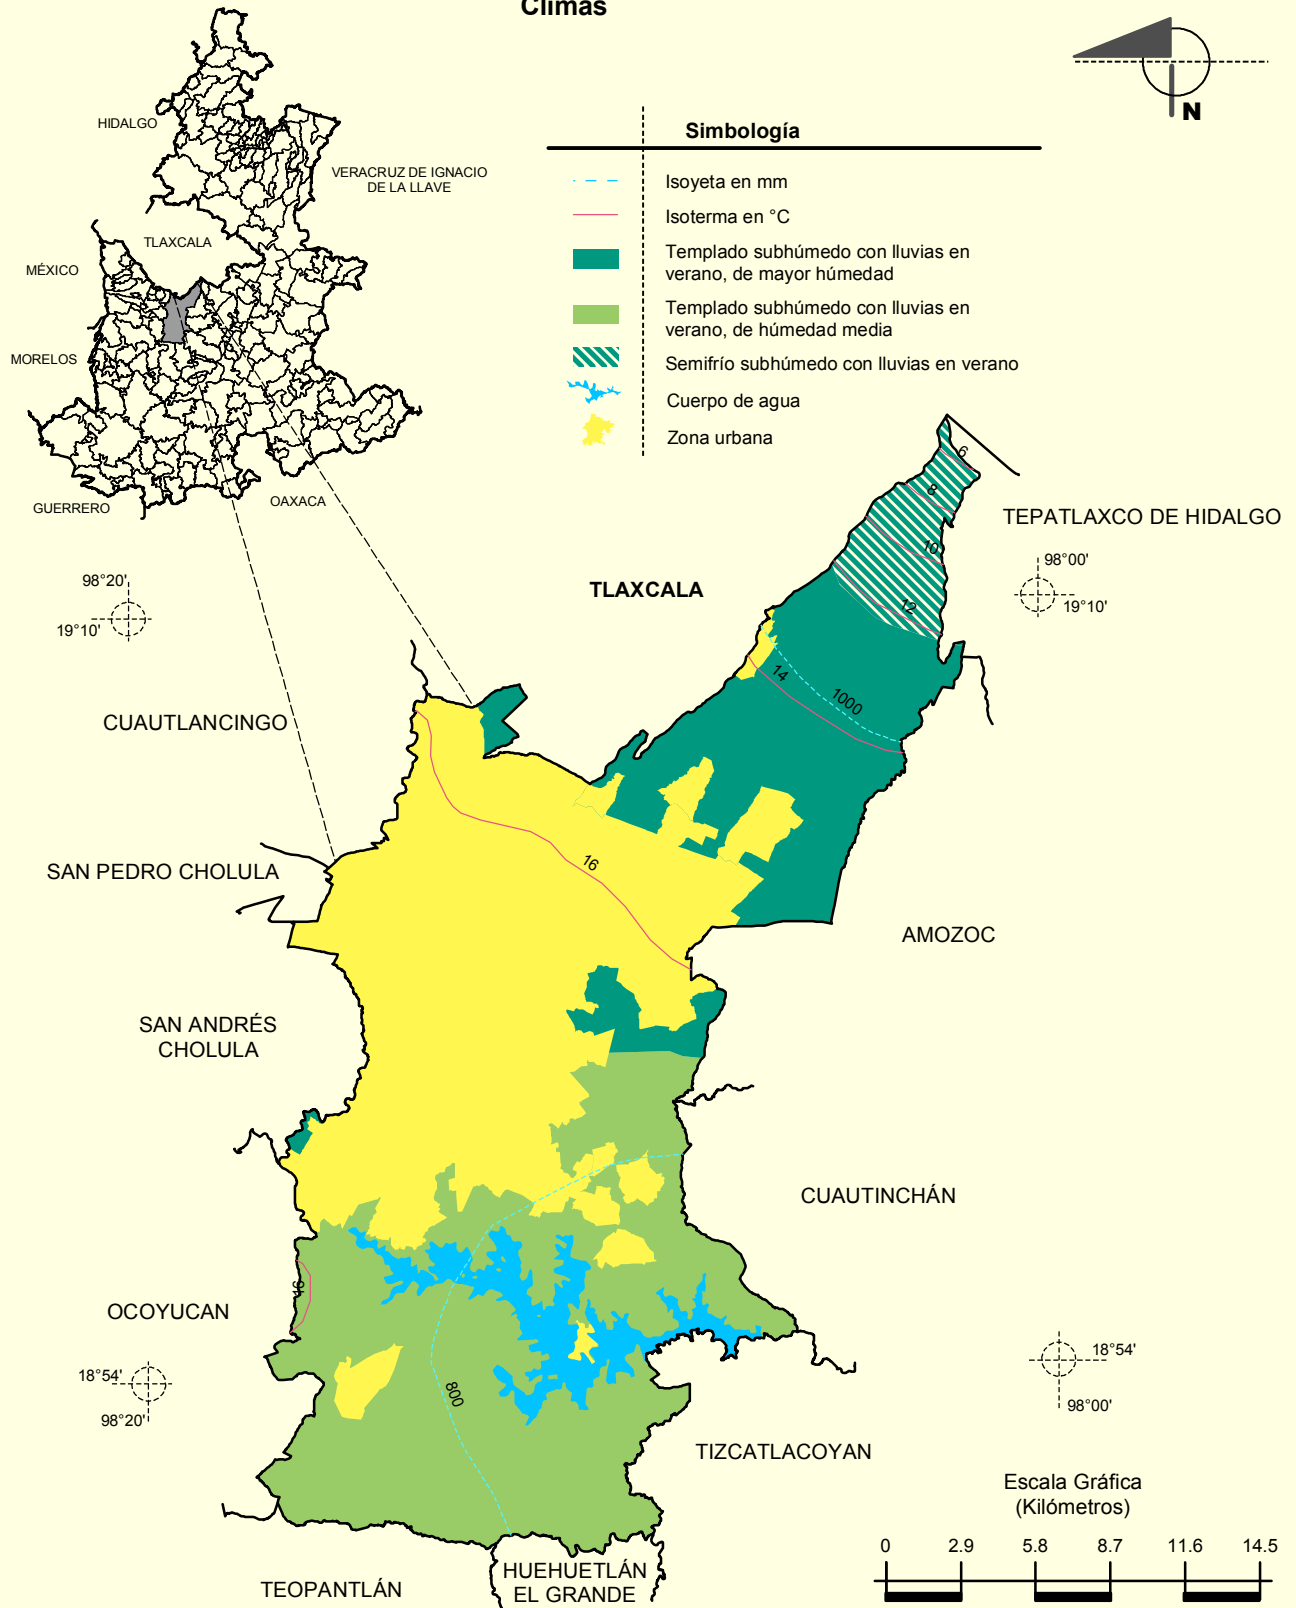 Climas
N
HIDALGO
VERACRUZ DE IGNACIO
DE LA LLAVE
TLAXCALA
MÉXICO
MORELOS
GUERRERO
OAXACA
Simbología
Isoyeta en mm
Isoterma en °C
Templado subhúmedo con lluvias en
verano, de mayor húmedad
Templado subhúmedo con lluvias en
verano, de húmedad media
Semifrío subhúmedo con lluvias en verano
Cuerpo de agua
Zona urbana
6
8
10
12
TEPATLAXCO DE HIDALGO
98°20'
19°10'
98°00'
19°10'
TLAXCALA
14
1000
CUAUTLANCINGO
16
SAN PEDRO CHOLULA
AMOZOC
SAN ANDRÉS
CHOLULA
CUAUTINCHÁN
16
OCOYUCAN
18°54'
98°20'
800
18°54'
98°00'
TIZCATLACOYAN
Escala Gráfica
(Kilómetros)
0 2.9 5.8 8.7 11.6 14.5
TEOPANTLÁN
HUEHUETLÁN
EL GRANDE